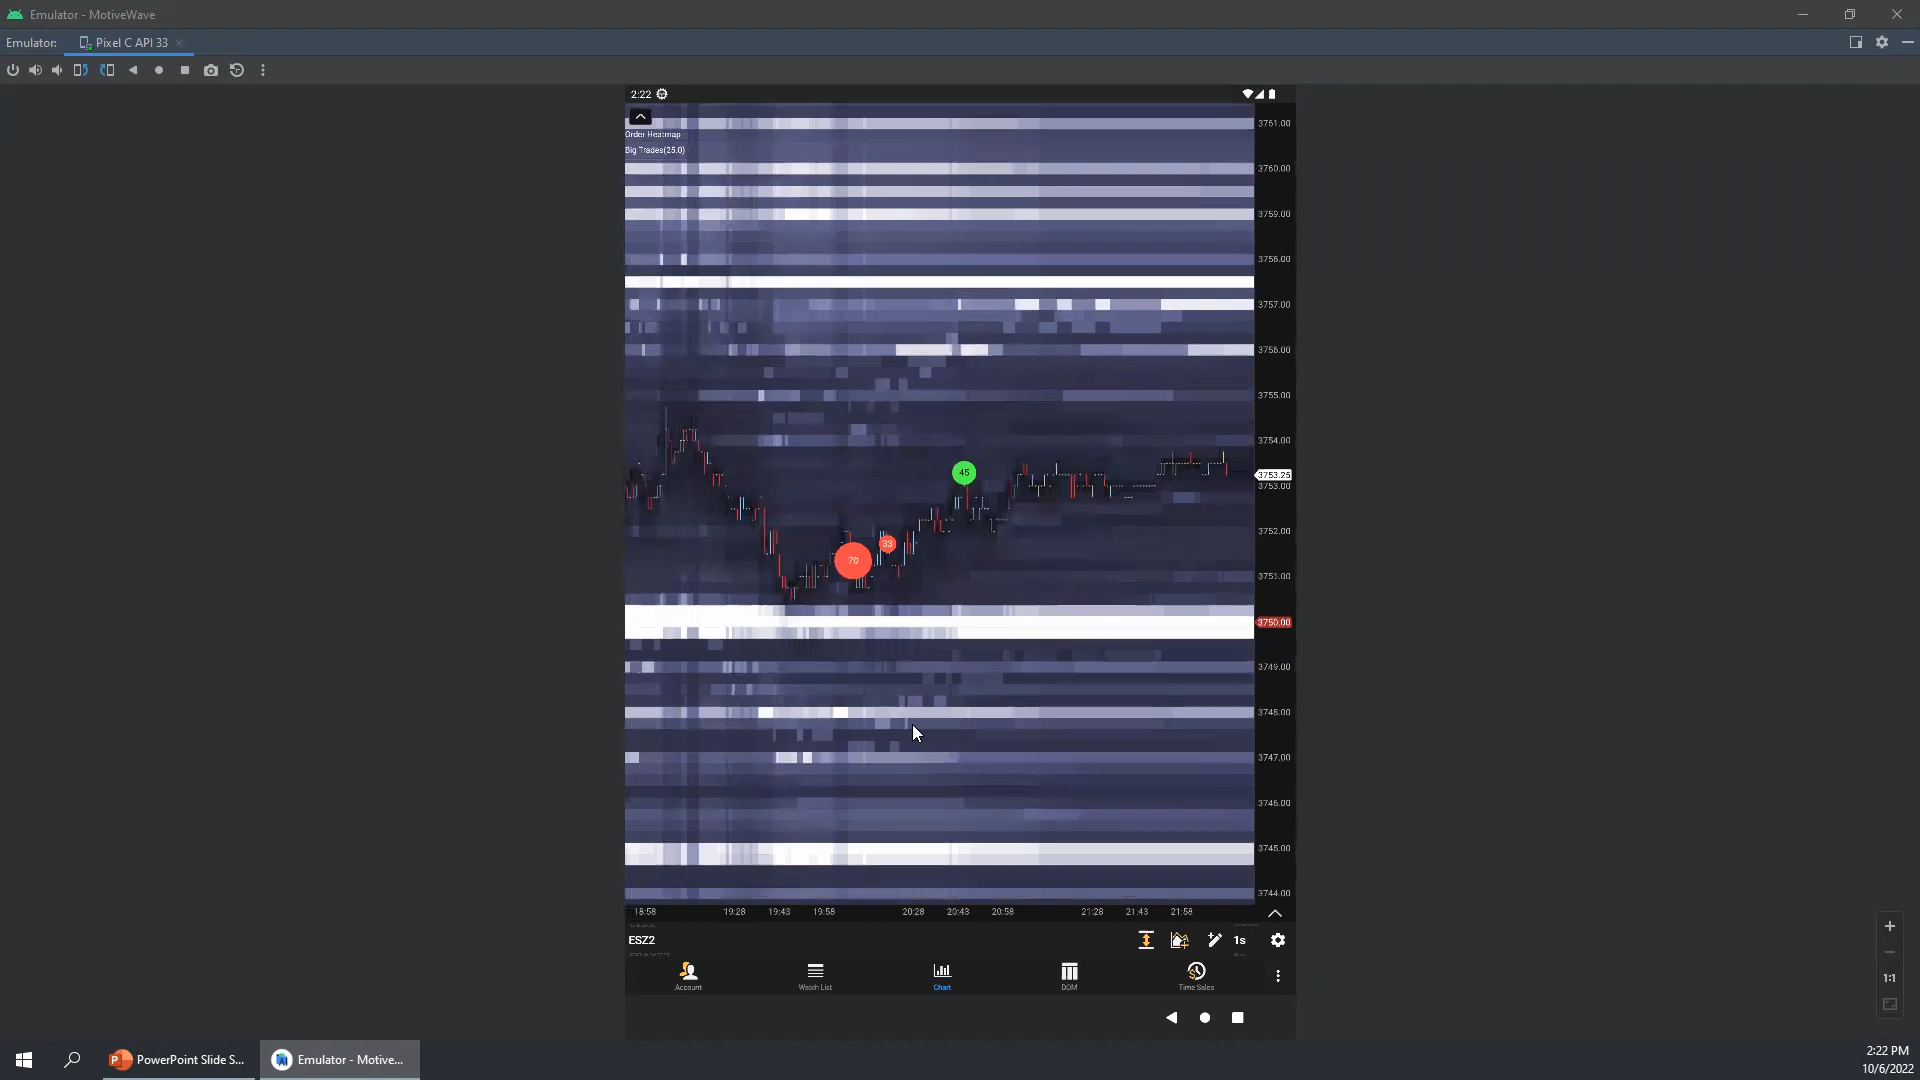 Emulator - MotiveWave
Emulator:
Pixel C API 33
2:22
Order Heatmap
Big Trades(25.0)
3761.00
3760.00
3759.00
3758.00
3757.00
3756.00
3755.00
3754.00
3753.25
3753.00
3752.00
3751.00
3750.00
3749.00
3748.00
3747.00
3746.00
3745.00
3744.00
45
33
70
18:58 19:28 19:43 19:58 20:28 20:43 20:58 21:28 21:43 21:58
ESZ2
1s
Account Watch List Chart DOM Time Sales
1:1
PowerPoint Slide S...
Emulator - Motive...
2:22 PM
10/6/2022